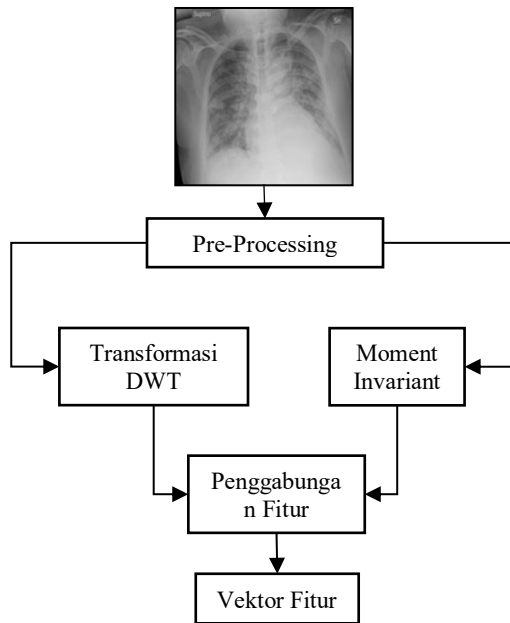 Pre-Processing
Transformasi
DWT
Moment
Invariant
Penggabunga
n Fitur
Vektor Fitur